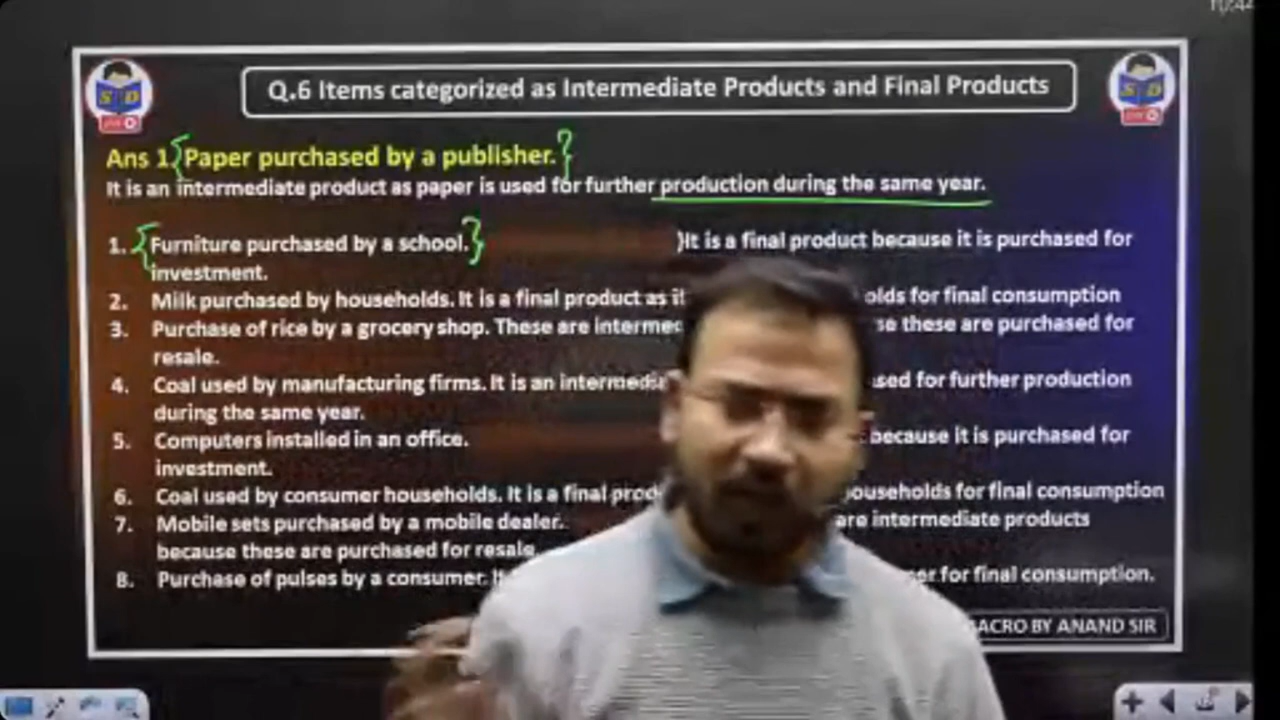 Q.6 Items categorized as Intermediate Products and Final Products
Ans 1 Paper purchased by a publisher.
It is an intermediate product as paper is used for further production during the same year.
1. Furniture purchased by a school. )It is a final product because it is purchased for
investment.
2. Milk purchased by households. It is a final product as it olds for final consumption
3. Purchase of rice by a grocery shop. These are intermed se these are purchased for
resale.
4. Coal used by manufacturing firms. It is an intermedia used for further production
during the same year.
5. Computers installed in an office. because it is purchased for
investment.
6. Coal used by consumer households. It is a final prod households for final consumption
7. Mobile sets purchased by a mobile dealer. are intermediate products
because these are purchased for resale
8. Purchase of pulses by a consumer. It for final consumption.
ACRO BY ANAND SIR